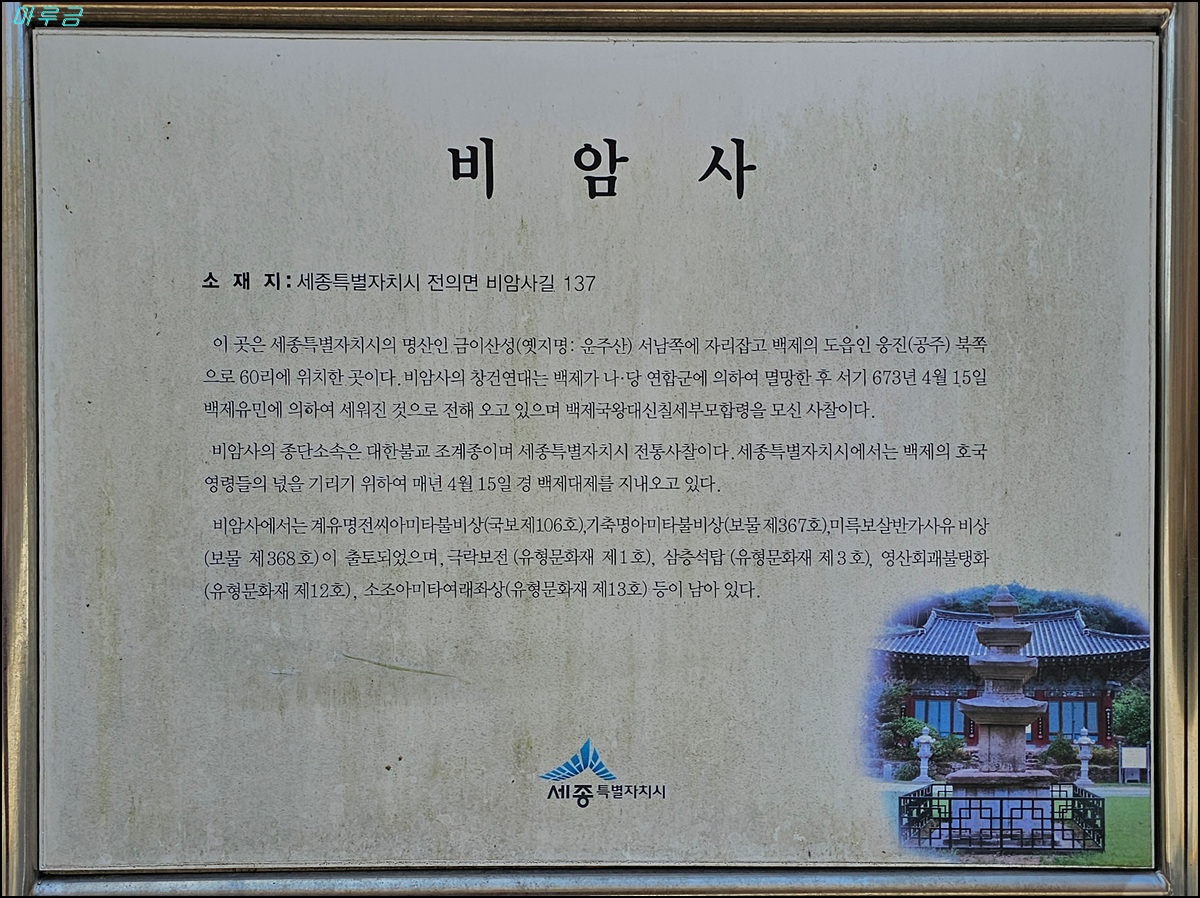 마루금
비 암 사
소 재 지 : 세종특별자치시 전의면 비암사길 137
이 곳은 세종특별자치시의 명산인 금이산성(옛지명: 운주산) 서남쪽에 자리잡고 백제의 도읍인 웅진(공주) 북쪽
으로 60리에 위치한 곳이다. 비암사의 창건연대는 백제가 나·당 연합군에 의하여 멸망한 후 서기 673년 4월 15일
백제유민에 의하여 세워진 것으로 전해 오고 있으며 백제국왕대신칠세부모합령을 모신 사찰이다.
비암사의 종단소속은 대한불교 조계종이며 세종특별자치시 전통사찰이다. 세종특별자치시에서는 백제의 호국
영령들의 넋을 기리기 위하여 매년 4월 15일 경 백제대제를 지내오고 있다.
비암사에서는 계유명전씨아미타불비상(국보제106호),기축명아미타불비상(보물 제367호),미륵보살반가사유 비상
(보물 제368호)이 출토되었으며, 극락보전 (유형문화재 제1호), 삼층석탑 (유형문화재 제3호), 영산회괘불탱화
(유형문화재 제12호), 소조아미타여래좌상(유형문화재 제13호) 등이 남아 있다.
세종특별자치시